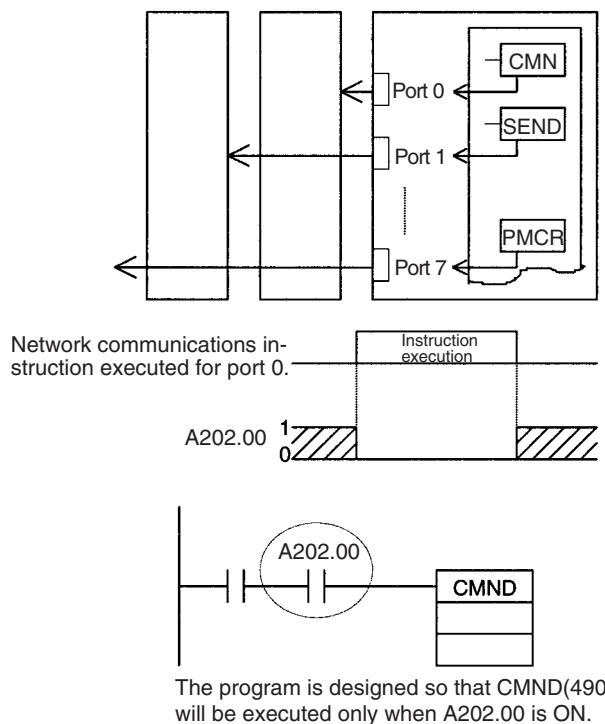 CMN
Port 0
SEND
Port 1
PMCR
Port 7
Network communications in-
struction executed for port 0.
Instruction
execution
A202.00
1
0
A202.00
CMND
The program is designed so that CMND(490
will be executed only when A202.00 is ON.